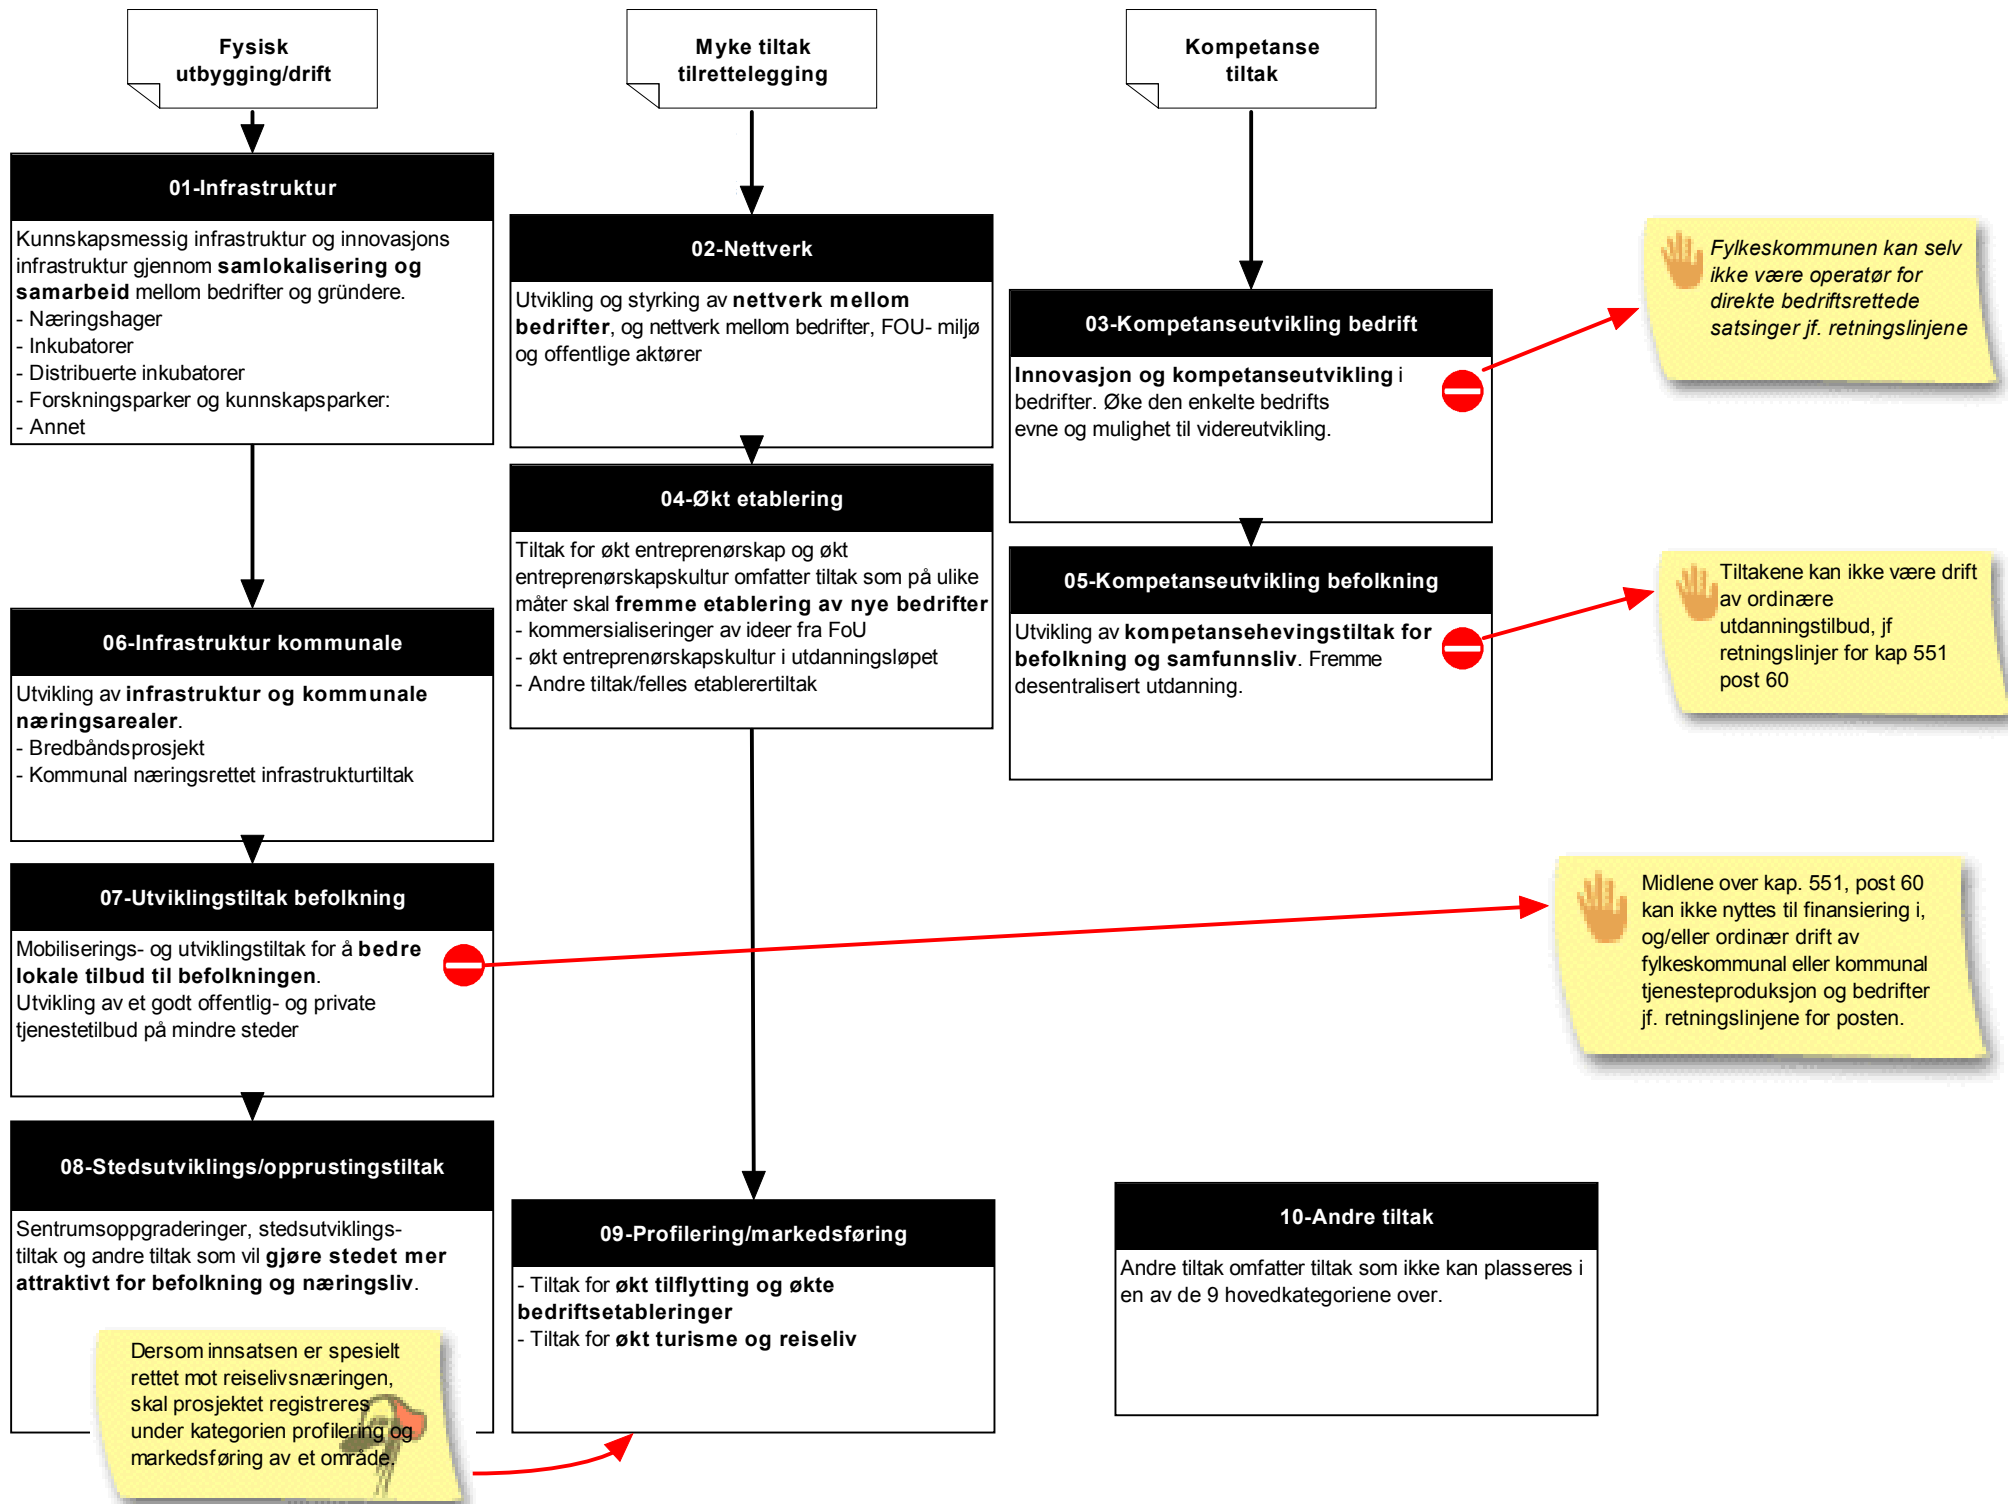 Fysisk
utbygging/drift
Myke tiltak
tilrettelegging
Kompetanse
tiltak
01-Infrastruktur
Kunnskapsmessig infrastruktur og innovasjons
infrastruktur gjennom samlokalisering og
samarbeid mellom bedrifter og gründere.
- Næringshager
- Inkubatorer
- Distribuerte inkubatorer
- Forskningsparker og kunnskapsparker:
- Annet
02-Nettverk
Utvikling og styrking av nettverk mellom
bedrifter, og nettverk mellom bedrifter, FOU- miljø
og offentlige aktører
03-Kompetanseutvikling bedrift
Innovasjon og kompetanseutvikling i
bedrifter. Øke den enkelte bedrifts
evne og mulighet til videreutvikling.
Fylkeskommunen kan selv
ikke være operatør for
direkte bedriftsrettede
satsinger jf. retningslinjene
04-Økt etablering
Tiltak for økt entreprenørskap og økt
entreprenørskapskultur omfatter tiltak som på ulike
måter skal fremme etablering av nye bedrifter
- kommersialiseringer av ideer fra FoU
- økt entreprenørskapskultur i utdanningsløpet
- Andre tiltak/felles etablerertiltak
05-Kompetanseutvikling befolkning
Utvikling av kompetansehevingstiltak for
befolkning og samfunnsliv. Fremme
desentralisert utdanning.
Tiltakene kan ikke være drift
av ordinære
utdanningstilbud, jf
retningslinjer for kap 551
post 60
06-Infrastruktur kommunale
Utvikling av infrastruktur og kommunale
næringsarealer.
- Bredbåndsprosjekt
- Kommunal næringsrettet infrastrukturtiltak
07-Utviklingstiltak befolkning
Mobiliserings- og utviklingstiltak for å bedre
lokale tilbud til befolkningen.
Utvikling av et godt offentlig- og private
tjenestetilbud på mindre steder
Midlene over kap. 551, post 60
kan ikke nyttes til finansiering i,
og/eller ordinær drift av
fylkeskommunal eller kommunal
tjenesteproduksjon og bedrifter
jf. retningslinjene for posten.
08-Stedsutviklings/opprustingstiltak
Sentrumsoppgraderinger, stedsutviklings-
tiltak og andre tiltak som vil gjøre stedet mer
attraktivt for befolkning og næringsliv.
Dersom innsatsen er spesielt
rettet mot reiselivsnæringen,
skal prosjektet registreres
under kategorien profilering og
markedsføring av et område.
09-Profilering/markedsføring
- Tiltak for økt tilflytting og økte
bedriftsetableringer
- Tiltak for økt turisme og reiseliv
10-Andre tiltak
Andre tiltak omfatter tiltak som ikke kan plasseres i
en av de 9 hovedkategoriene over.